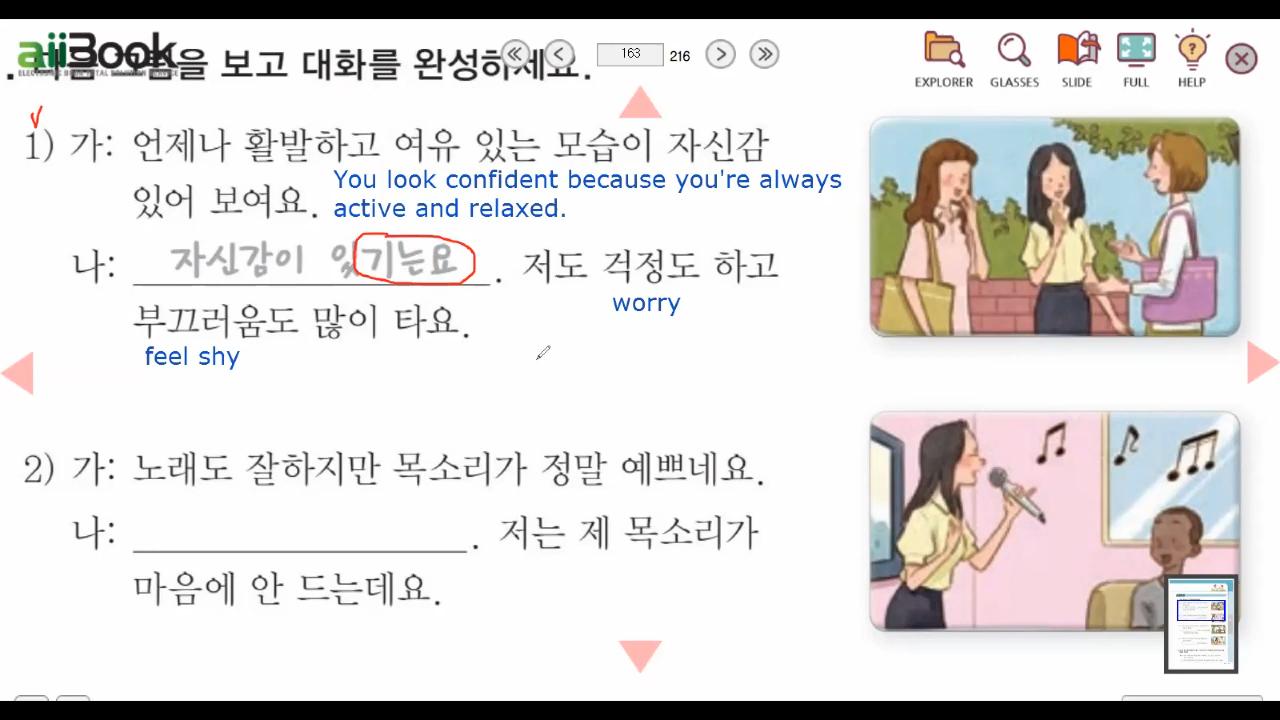 aiiBook
163
216
EXPLORER
GLASSES
SLIDE
FULL
HELP
보고 대화를 완성하세요.
1) 가: 언제나 활발하고 여유 있는 모습이 자신감
있어 보여요.
You look confident because you're always
active and relaxed.
나: 자신감이 있기는요. 저도 걱정도 하고
worry
부끄러움도 많이 타요.
feel shy
2) 가: 노래도 잘하지만 목소리가 정말 예쁘네요.
나: ____. 저는 제 목소리가
마음에 안 드는데요.